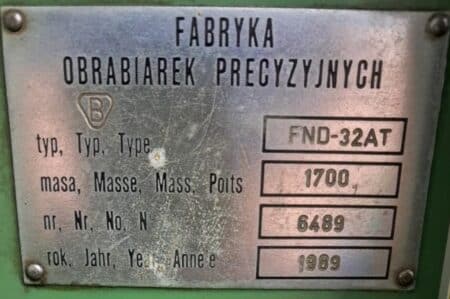 FABRYKA
OBRABIAREK PRECYZYJNYCH
B
typ, Typ, Type FND-32AT
masa, Masse, Mass, Poits 1700
nr, Nr, No, N 6489
rok, Jahr, Year, Anneé 1989